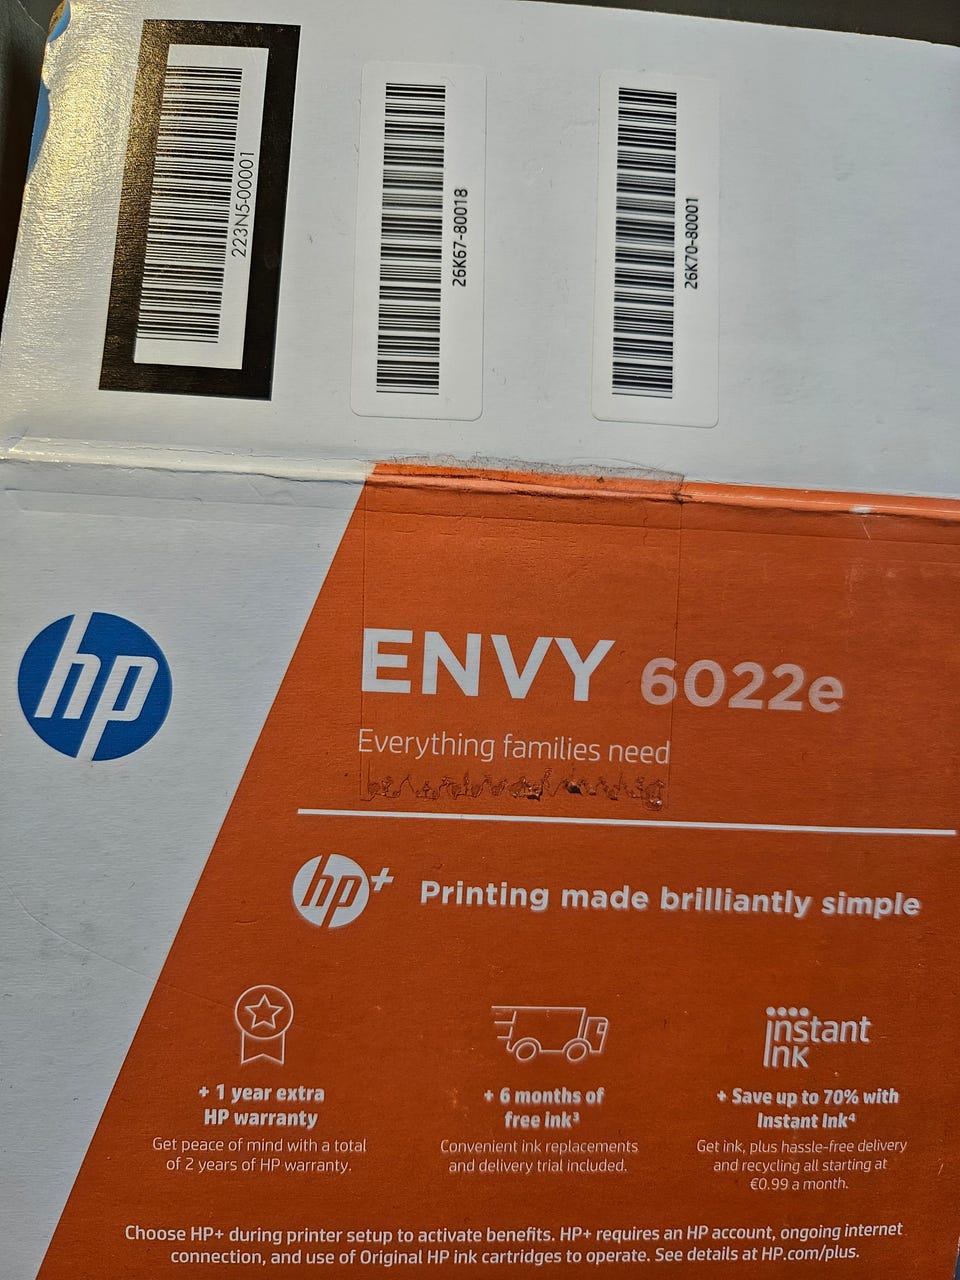 223N5-00001
26K67-80018
26K70-80001
hp
ENVY 6022e
Everything families need
hp+ Printing made brilliantly simple
+ 1 year extra
HP warranty
Get peace of mind with a total
of 2 years of HP warranty.
+ 6 months of
free ink³
Convenient ink replacements
and delivery trial included.
instant
ink
+ Save up to 70% with
Instant Ink⁴
Get ink, plus hassle-free delivery
and recycling all starting at
€0.99 a month.
Choose HP+ during printer setup to activate benefits. HP+ requires an HP account, ongoing internet
connection, and use of Original HP ink cartridges to operate. See details at HP.com/plus.